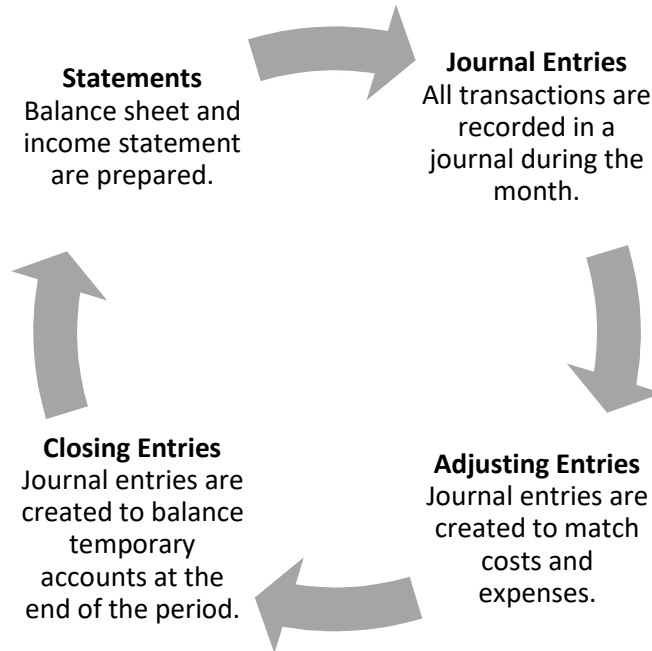 Statements
Balance sheet and
income statement
are prepared.
Journal Entries
All transactions are
recorded in a
journal during the
month.
Adjusting Entries
Journal entries are
created to match
costs and
expenses.
Closing Entries
Journal entries are
created to balance
temporary
accounts at the
end of the period.